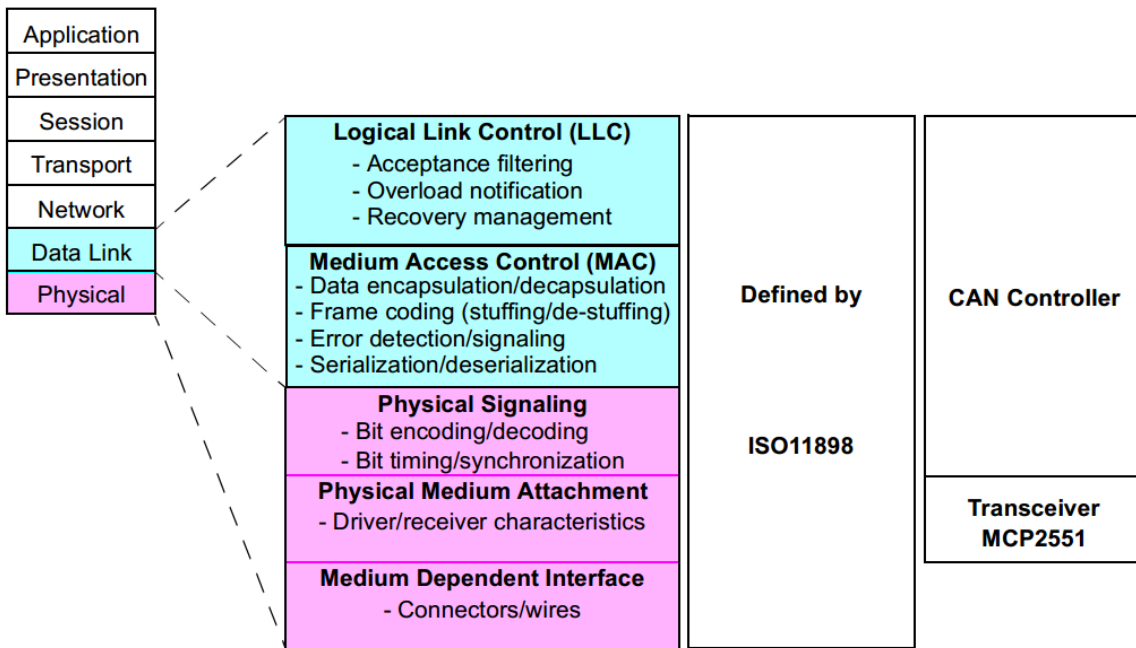 Application
Presentation
Session
Transport
Network
Data Link
Physical
Logical Link Control (LLC)
- Acceptance filtering
- Overload notification
- Recovery management
Medium Access Control (MAC)
- Data encapsulation/decapsulation
- Frame coding (stuffing/de-stuffing)
- Error detection/signaling
- Serialization/deserialization
Physical Signaling
- Bit encoding/decoding
- Bit timing/synchronization
Physical Medium Attachment
- Driver/receiver characteristics
Medium Dependent Interface
- Connectors/wires
Defined by
ISO11898
CAN Controller
Transceiver
MCP2551